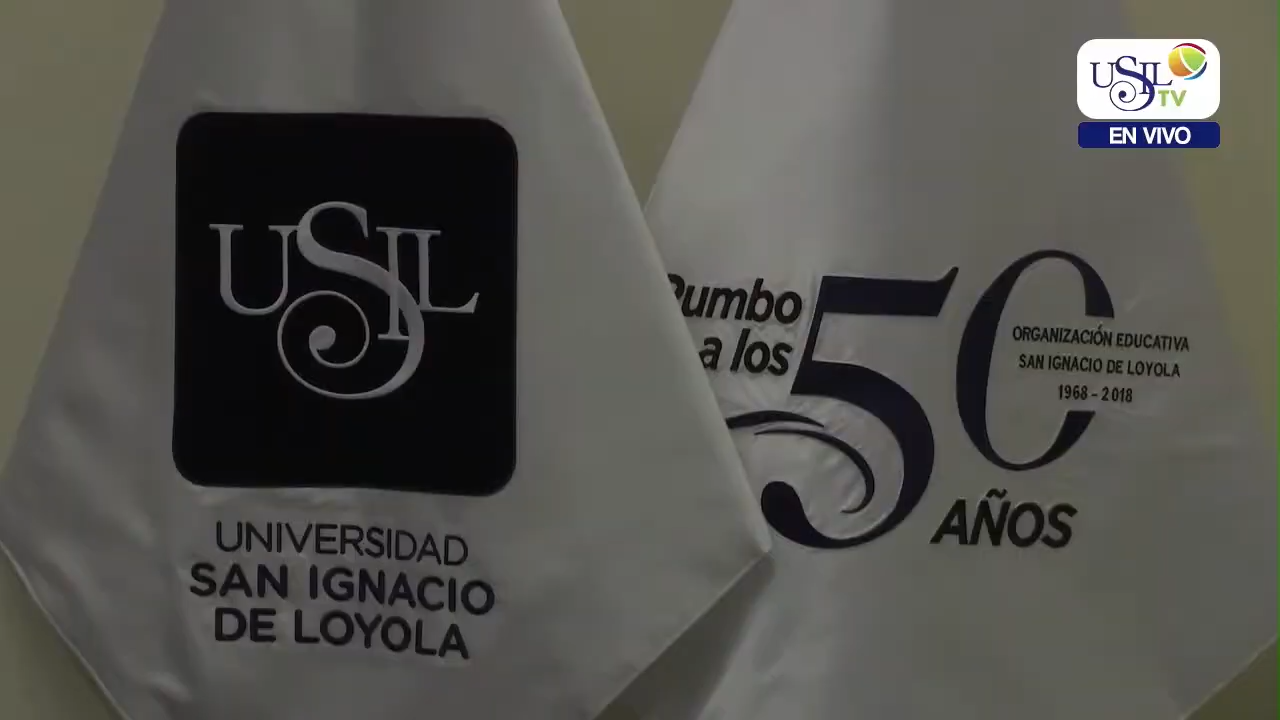 USIL
UNIVERSIDAD
SAN IGNACIO
DE LOYOLA
Rumbo
a los
50
ORGANIZACIÓN EDUCATIVA
SAN IGNACIO DE LOYOLA
1968 - 2018
AÑOS
USIL
TV
EN VIVO